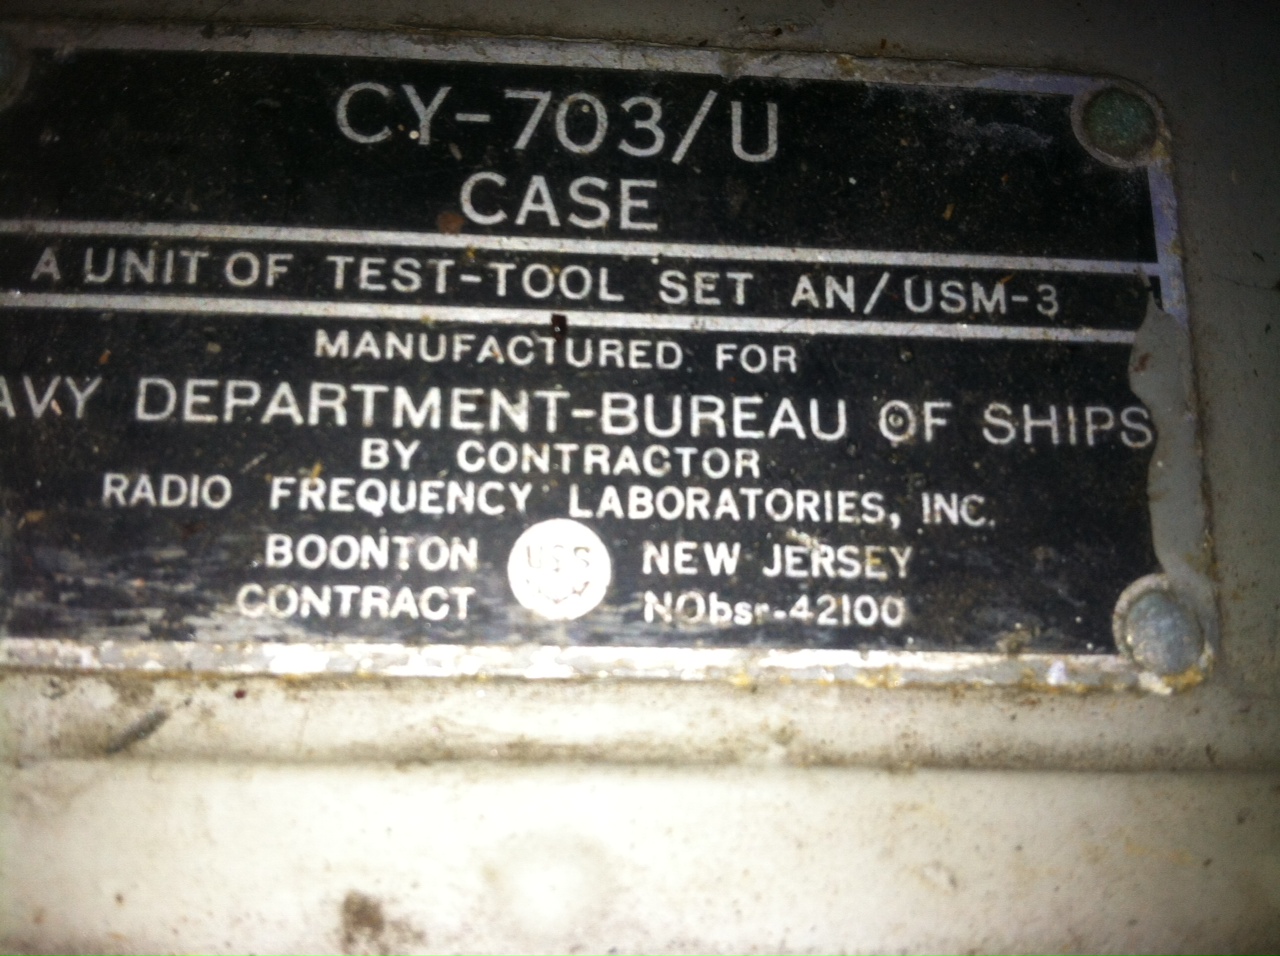 CY-703/U
CASE
A UNIT OF TEST-TOOL SET AN/USM-3
MANUFACTURED FOR
AVY DEPARTMENT-BUREAU OF SHIPS
BY CONTRACTOR
RADIO FREQUENCY LABORATORIES, INC.
BOONTON NEW JERSEY
CONTRACT NObsr-42100